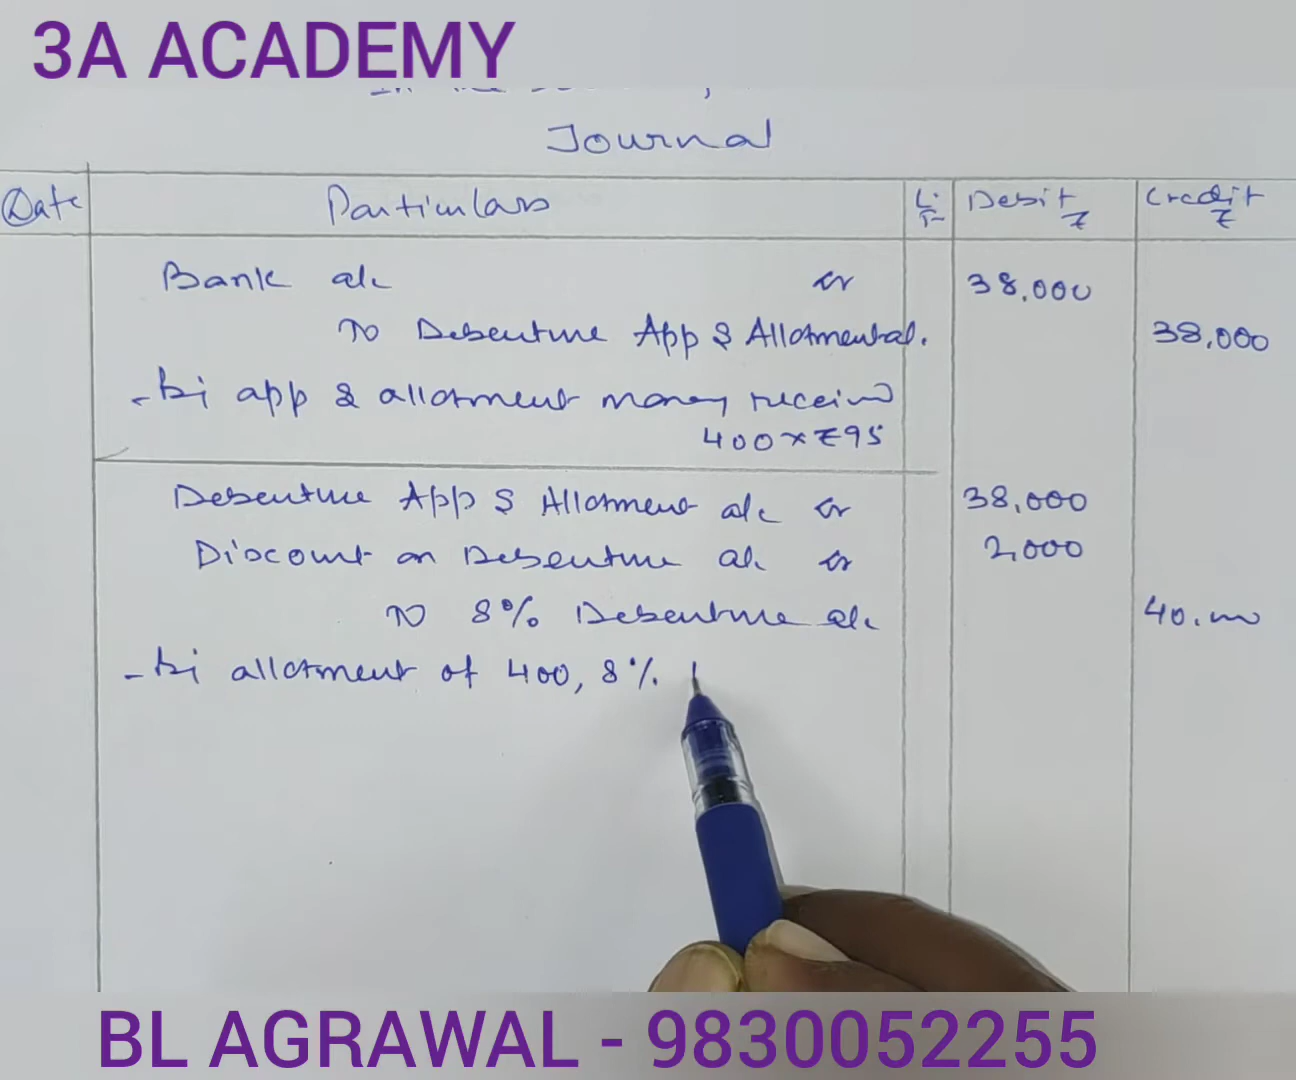 3A ACADEMY
Journal
Date Particulars L.F. Debit ₹ Credit ₹
Bank a/c Dr 38,000
To Debenture App & Allotment a/c. 38,000
- bei app & allotment money received
400 x ₹95
Debenture App & Allotment a/c Dr 38,000
Discount on Debenture a/c Dr 2,000
To 8% Debenture a/c 40,000
- bei allotment of 400, 8%
BL AGRAWAL - 9830052255